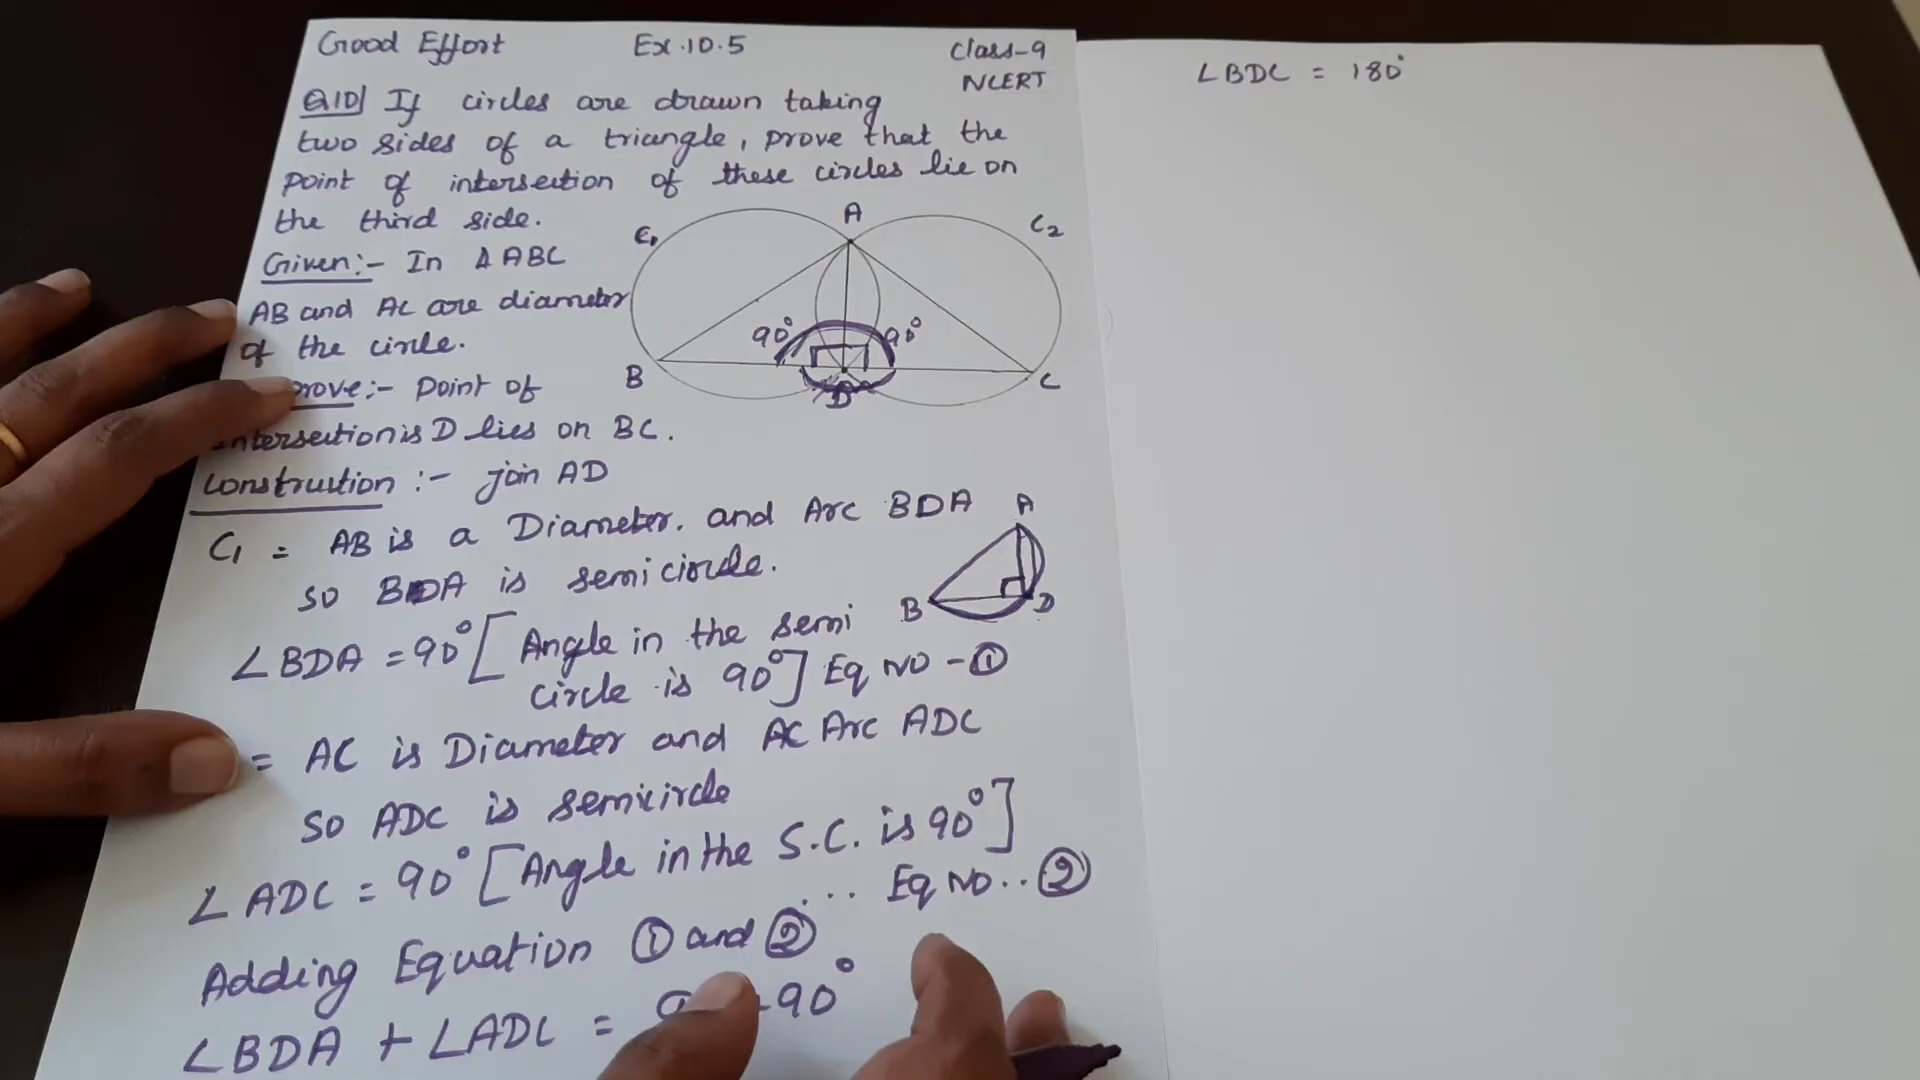 Good Effort Ex.10.5 Class-9
NCERT
Q10 If circles are drawn taking
two sides of a triangle, prove that the
point of intersection of these circles lie on
the third side.
Given:- In ΔABC
AB and AC are diameter
of the circle.
prove:- Point of
intersection is D lies on BC.
Construction :- join AD
A
C1
C2
90° 90°
B
D
C
C1 = AB is a Diameter. and Arc BDA
so BDA is semicircle.
A
B
D
∠BDA = 90° [Angle in the semi
circle is 90°] Eq NO - ①
= AC is Diameter and AC Arc ADC
so ADC is semicircle
∠ADC = 90° [Angle in the S.C. is 90°]
... Eq NO.. ②
Adding Equation ① and ②
∠BDA + ∠ADC = 90°
∠BDC = 180°